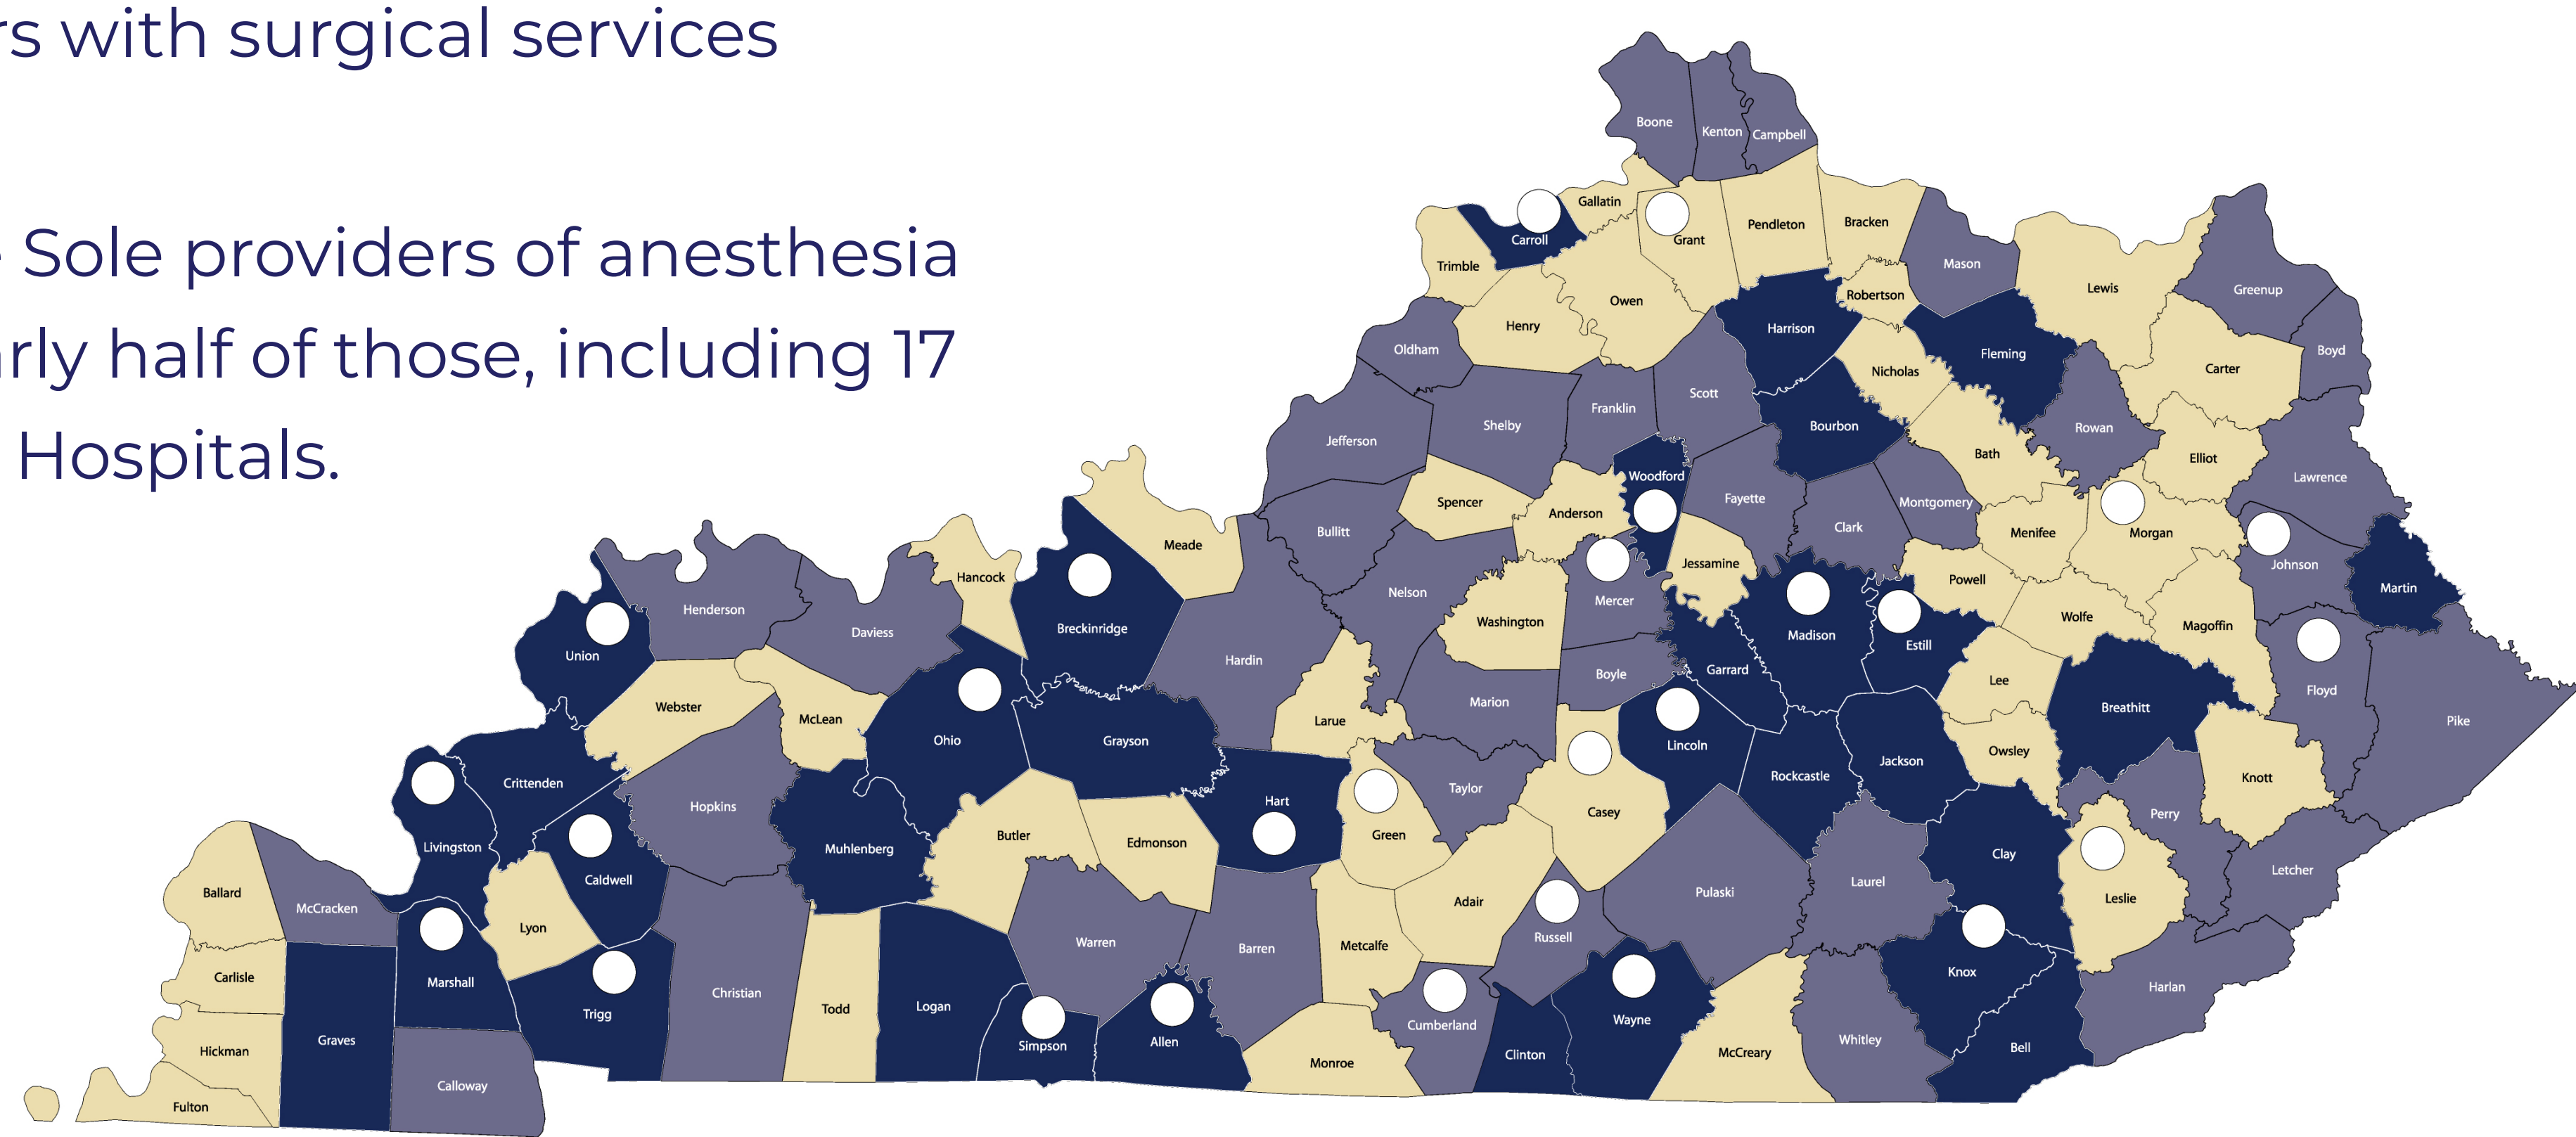 rs with surgical services
e Sole providers of anesthesia
rly half of those, including 17
Hospitals.
Boone
Kenton
Campbell
Gallatin
Carroll
Grant
Pendleton
Bracken
Trimble
Owen
Robertson
Mason
Lewis
Greenup
Henry
Harrison
Fleming
Boyd
Oldham
Nicholas
Carter
Jefferson
Shelby
Franklin
Scott
Bourbon
Rowan
Bath
Elliot
Lawrence
Woodford
Spencer
Anderson
Fayette
Montgomery
Bullitt
Clark
Menifee
Morgan
Johnson
Martin
Meade
Hancock
Jessamine
Powell
Henderson
Daviess
Breckinridge
Nelson
Mercer
Washington
Madison
Wolfe
Magoffin
Union
Hardin
Boyle
Garrard
Estill
Lee
Floyd
Webster
McLean
Ohio
Grayson
Larue
Marion
Lincoln
Rockcastle
Jackson
Owsley
Breathitt
Pike
Crittenden
Hopkins
Hart
Taylor
Casey
Knott
Perry
Livingston
Muhlenberg
Butler
Edmonson
Green
Clay
Letcher
Ballard
McCracken
Caldwell
Adair
Pulaski
Laurel
Leslie
Lyon
Warren
Barren
Metcalfe
Russell
Carlisle
Marshall
Christian
Todd
Logan
Knox
Harlan
Trigg
Cumberland
Wayne
Hickman
Graves
Simpson
Allen
Monroe
Clinton
McCreary
Whitley
Bell
Calloway
Fulton